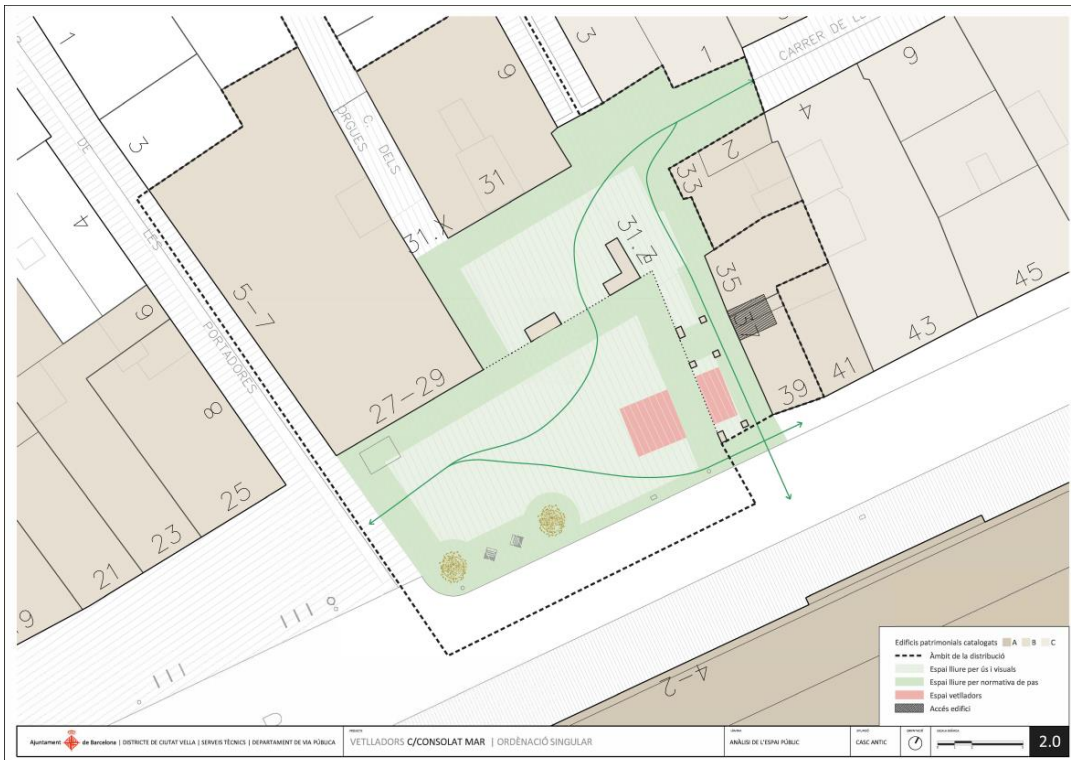 CARRER DE
C. DELS
ORGUES
DE
LES
PORTADORES
1
3
4
3
1
9
9
4
2
33
31
31.X
31.Z
5-7
35
37
45
43
41
39
27-29
9
8
25
23
21
4-2
Edificis patrimonials catalogats A B C
Àmbit de la distribució
Espai lliure per ús i visuals
Espai lliure per normativa de pas
Espai vetlladors
Accés edifici
Ajuntament de Barcelona | DISTRICTE DE CIUTAT VELLA | SERVEIS TÈCNICS | DEPARTAMENT DE VIA PÚBLICA
VETLLADORS C/CONSOLAT MAR | ORDENACIÓ SINGULAR
ANÀLISI DE L'ESPAI PÚBLIC
CASC ANTIC
2.0